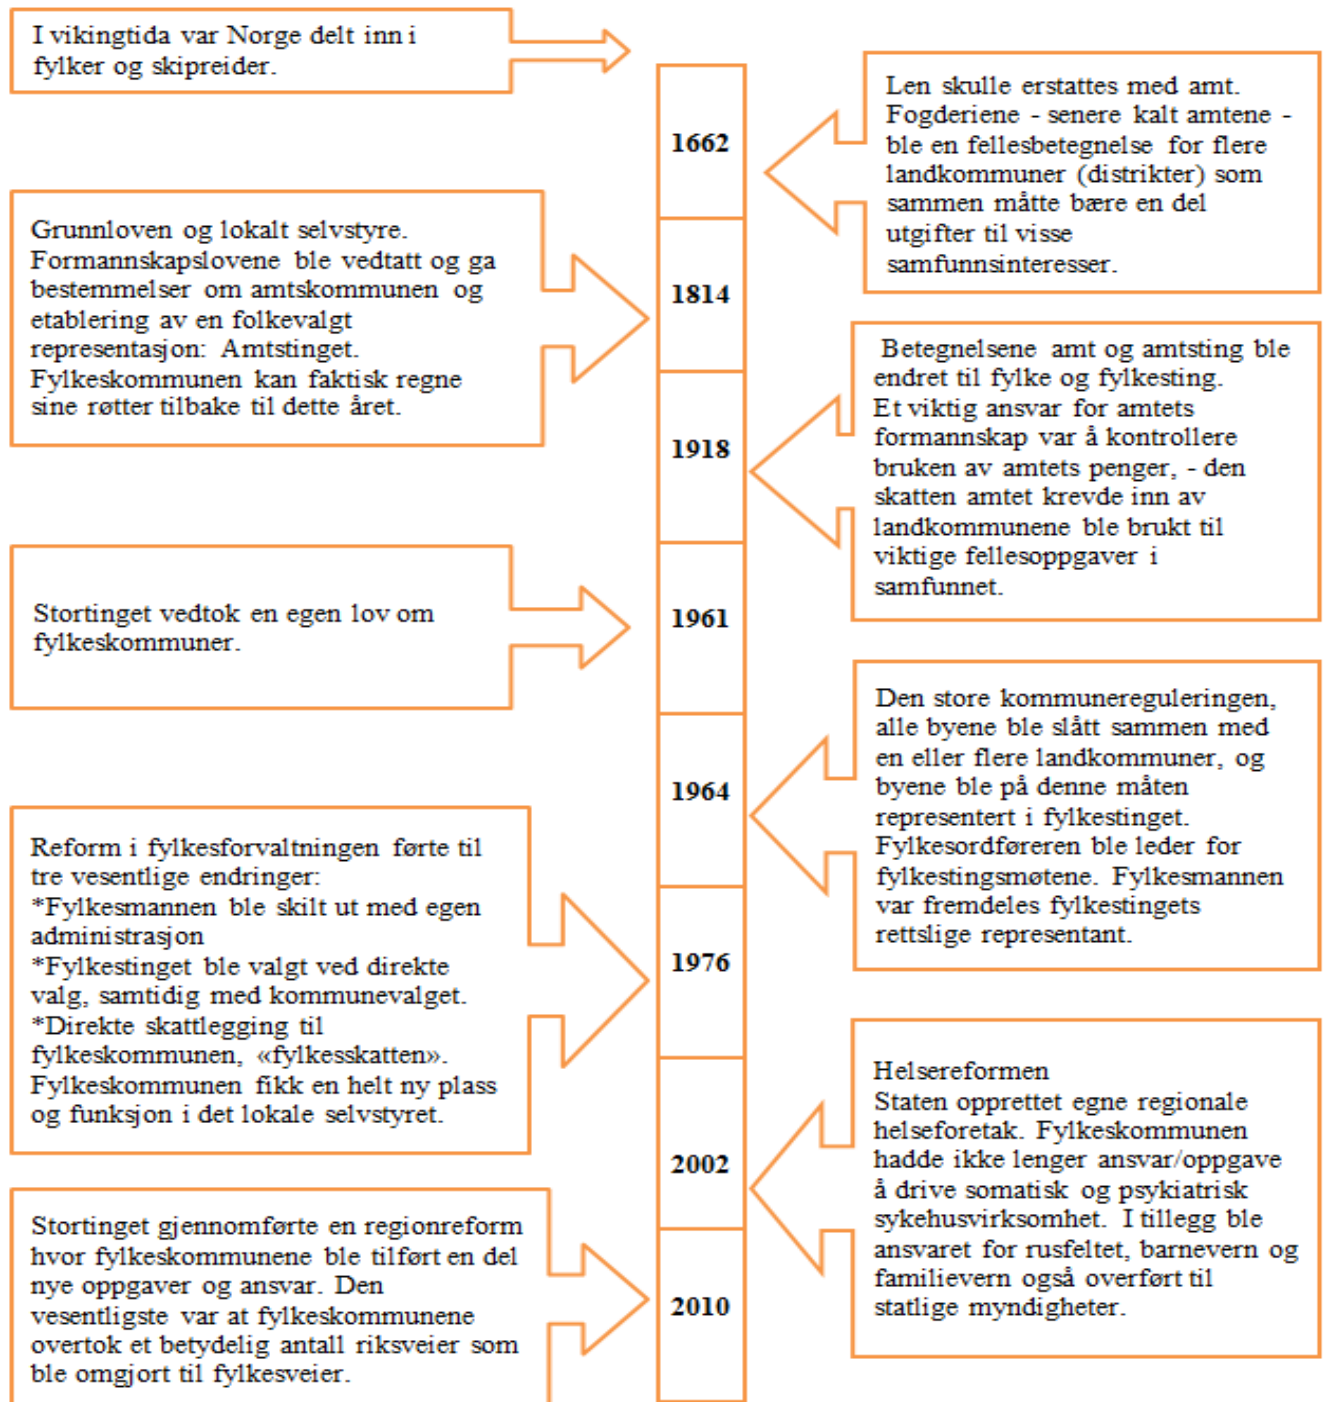 I vikingtida var Norge delt inn i
fylker og skipreider.
1662
Len skulle erstattes med amt.
Fogderiene - senere kalt amtene -
ble en fellesbetegnelse for flere
landkommuner (distrikter) som
sammen måtte bære en del
utgifter til visse
samfunnsinteresser.
Grunnloven og lokalt selvstyre.
Formannskapslovene ble vedtatt og ga
bestemmelser om amtskommunen og
etablering av en folkevalgt
representasjon: Amtstinget.
Fylkeskommunen kan faktisk regne
sine røtter tilbake til dette året.
1814
1918
Betegnelsene amt og amtsting ble
endret til fylke og fylkesting.
Et viktig ansvar for amtets
formannskap var å kontrollere
bruken av amtets penger, - den
skatten amtet krevde inn av
landkommunene ble brukt til
viktige fellesoppgaver i
samfunnet.
Stortinget vedtok en egen lov om
fylkeskommuner.
1961
1964
Den store kommunereguleringen,
alle byene ble slått sammen med
en eller flere landkommuner, og
byene ble på denne måten
representert i fylkestinget.
Fylkesordføreren ble leder for
fylkestingsmøtene. Fylkesmannen
var fremdeles fylkestingets
rettslige representant.
Reform i fylkesforvaltningen førte til
tre vesentlige endringer:
*Fylkesmannen ble skilt ut med egen
administrasjon
*Fylkestinget ble valgt ved direkte
valg, samtidig med kommunevalget.
*Direkte skattlegging til
fylkeskommunen, «fylkesskatten».
Fylkeskommunen fikk en helt ny plass
og funksjon i det lokale selvstyret.
1976
2002
Helsereformen
Staten opprettet egne regionale
helseforetak. Fylkeskommunen
hadde ikke lenger ansvar/oppgave
å drive somatisk og psykiatrisk
sykehusvirksomhet. I tillegg ble
ansvaret for rusfeltet, barnevern og
familievern også overført til
statlige myndigheter.
Stortinget gjennomførte en regionreform
hvor fylkeskommunene ble tilført en del
nye oppgaver og ansvar. Den
vesentligste var at fylkeskommunene
overtok et betydelig antall riksveier som
ble omgjort til fylkesveier.
2010